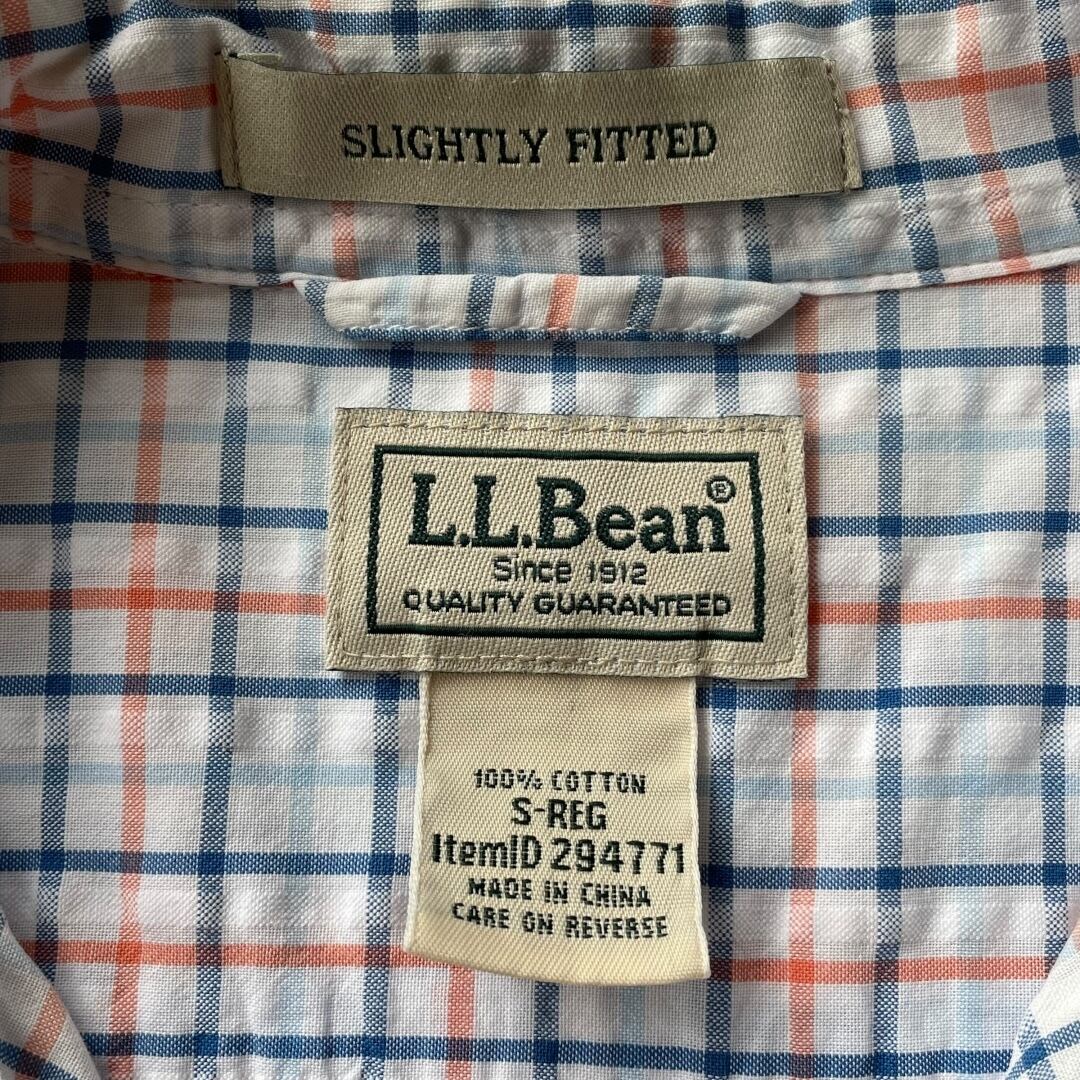 SLIGHTLY FITTED
L.L.Bean®
Since 1912
QUALITY GUARANTEED
100% COTTON
S-REG
ItemID 294771
MADE IN CHINA
CARE ON REVERSE